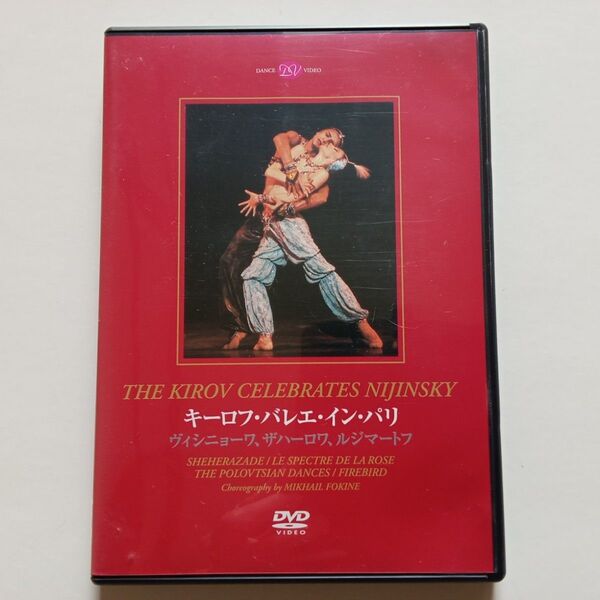 DANCE DV VIDEO
THE KIROV CELEBRATES NIJINSKY
キーロフ・バレエ・イン・パリ
ヴィシニョーワ、ザハーロワ、ルジマートフ
SHEHERAZADE / LE SPECTRE DE LA ROSE
THE POLOVTSIAN DANCES / FIREBIRD
Choreography by MIKHAIL FOKINE
DVD
VIDEO